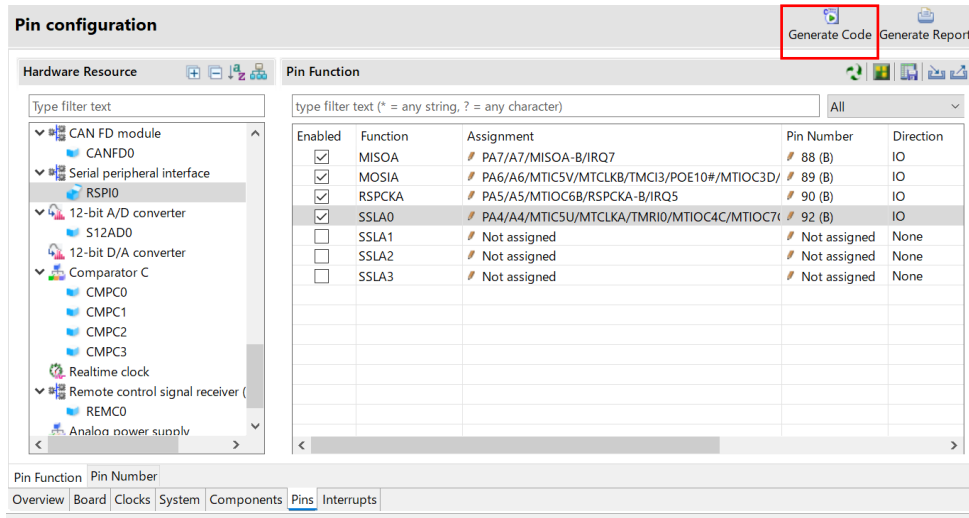 Pin configuration
Generate Code
Generate Report
Hardware Resource
Pin Function
Type filter text
type filter text (* = any string, ? = any character)
All
CAN FD module
CANFD0
Serial peripheral interface
RSPI0
12-bit A/D converter
S12AD0
12-bit D/A converter
Comparator C
CMPC0
CMPC1
CMPC2
CMPC3
Realtime clock
Remote control signal receiver (
REMC0
Analog power supply
Enabled Function Assignment Pin Number Direction
MISOA PA7/A7/MISOA-B/IRQ7 88 (B) IO
MOSIA PA6/A6/MTIC5V/MTCLKB/TMCI3/POE10#/MTIOC3D/ 89 (B) IO
RSPCKA PA5/A5/MTIOC6B/RSPCKA-B/IRQ5 90 (B) IO
SSLA0 PA4/A4/MTIC5U/MTCLKA/TMRI0/MTIOC4C/MTIOC7C 92 (B) IO
SSLA1 Not assigned Not assigned None
SSLA2 Not assigned Not assigned None
SSLA3 Not assigned Not assigned None
Pin Function Pin Number
Overview Board Clocks System Components Pins Interrupts